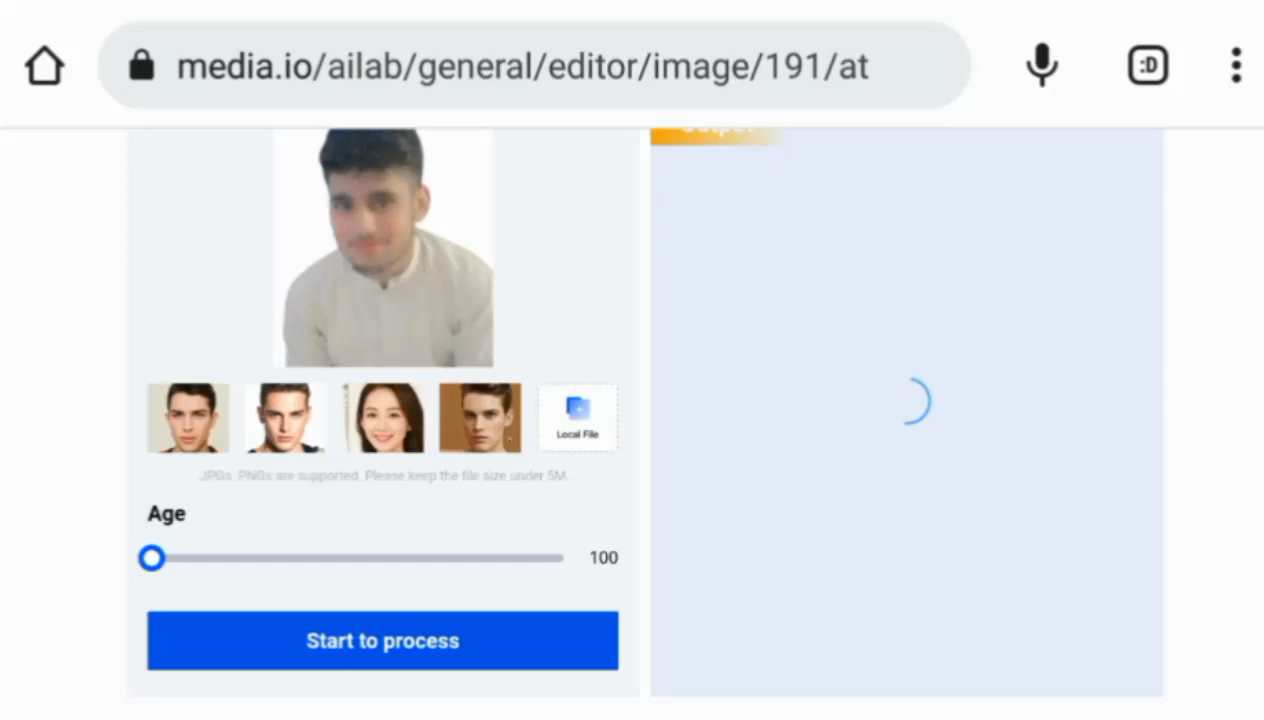 media.io/ailab/general/editor/image/191/at
:D
Output
Local File
JPGs, PNGs are supported. Please keep the file size under 5M.
Age
100
Start to process